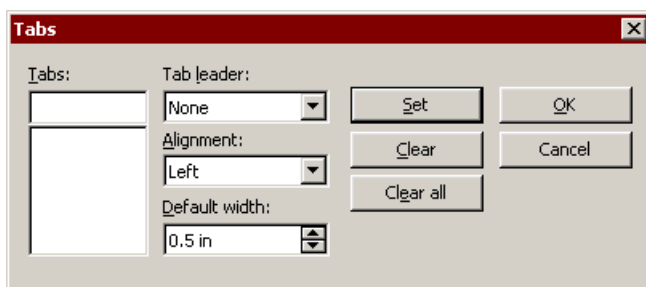 Tabs
Tabs:
Tab leader:
None
Alignment:
Left
Default width:
0.5 in
Set
Clear
Clear all
OK
Cancel